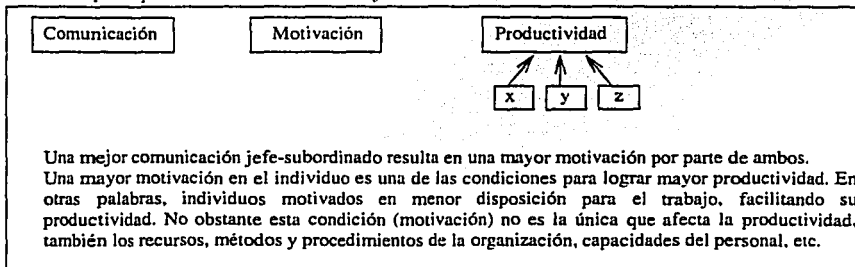 Comunicación Motivación Productividad
x y z
Una mejor comunicación jefe-subordinado resulta en una mayor motivación por parte de ambos.
Una mayor motivación en el individuo es una de las condiciones para lograr mayor productividad. En
otras palabras, individuos motivados en menor disposición para el trabajo, facilitando su
productividad. No obstante esta condición (motivación) no es la única que afecta la productividad,
también los recursos, métodos y procedimientos de la organización, capacidades del personal, etc.